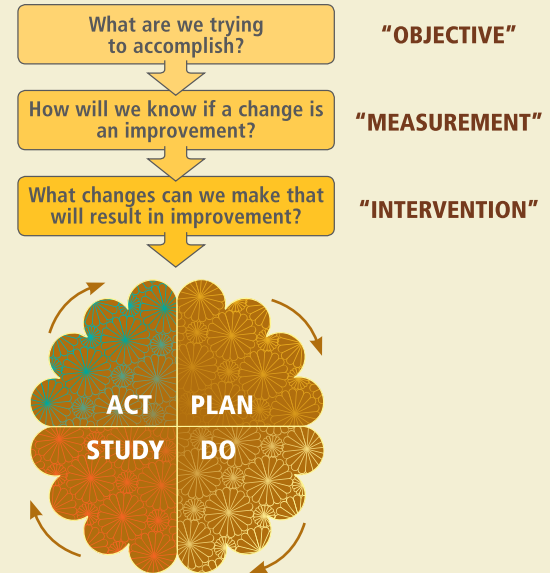 What are we trying
to accomplish?
“OBJECTIVE”
How will we know if a change is
an improvement?
“MEASUREMENT”
What changes can we make that
will result in improvement?
“INTERVENTION”
ACT
PLAN
STUDY
DO